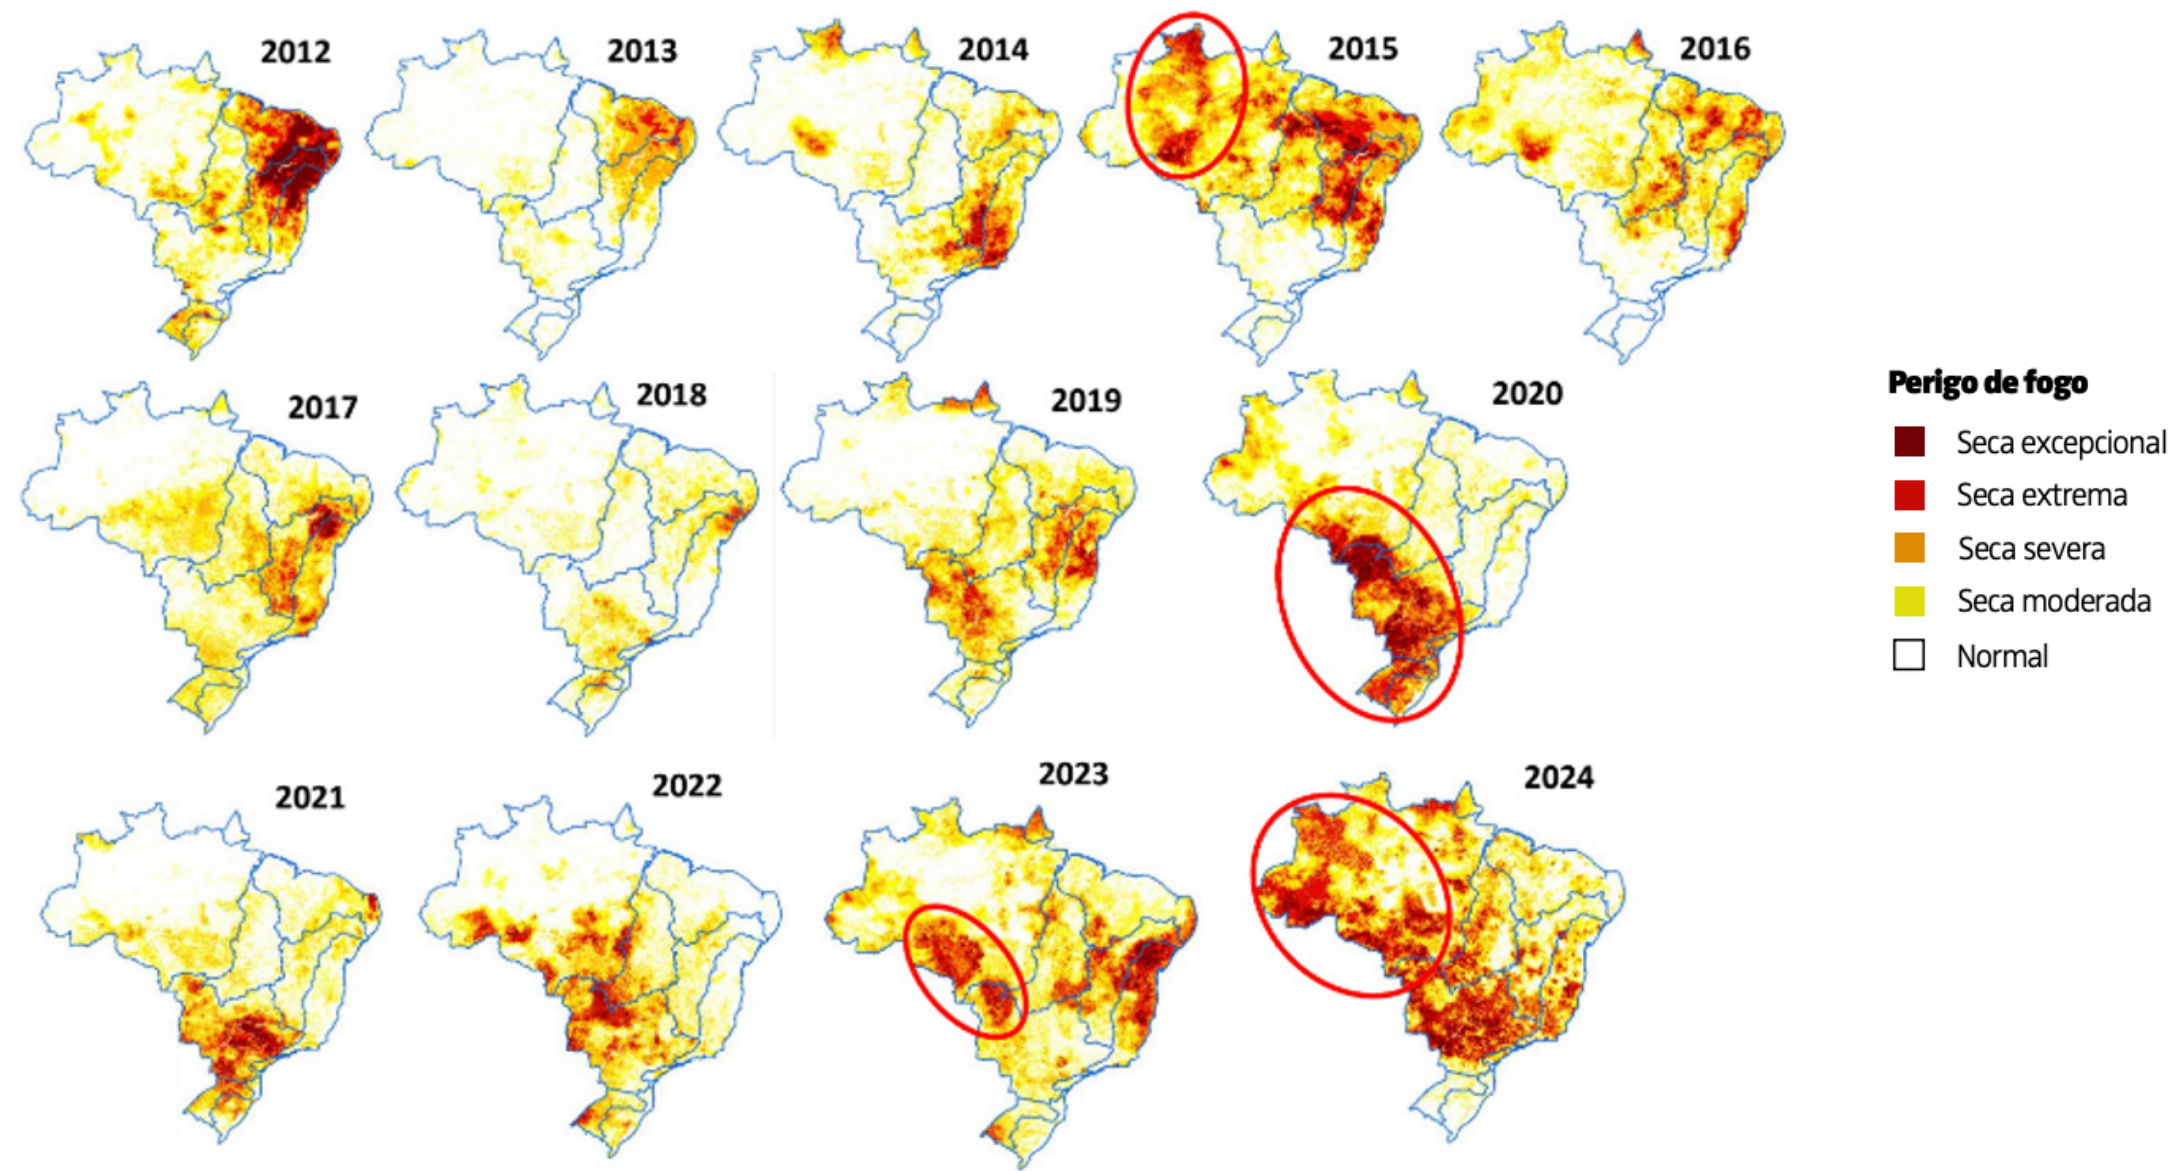 2012
2013
2014
2015
2016
2017
2018
2019
2020
Perigo de fogo
Seca excepcional
Seca extrema
Seca severa
Seca moderada
Normal
2021
2022
2023
2024